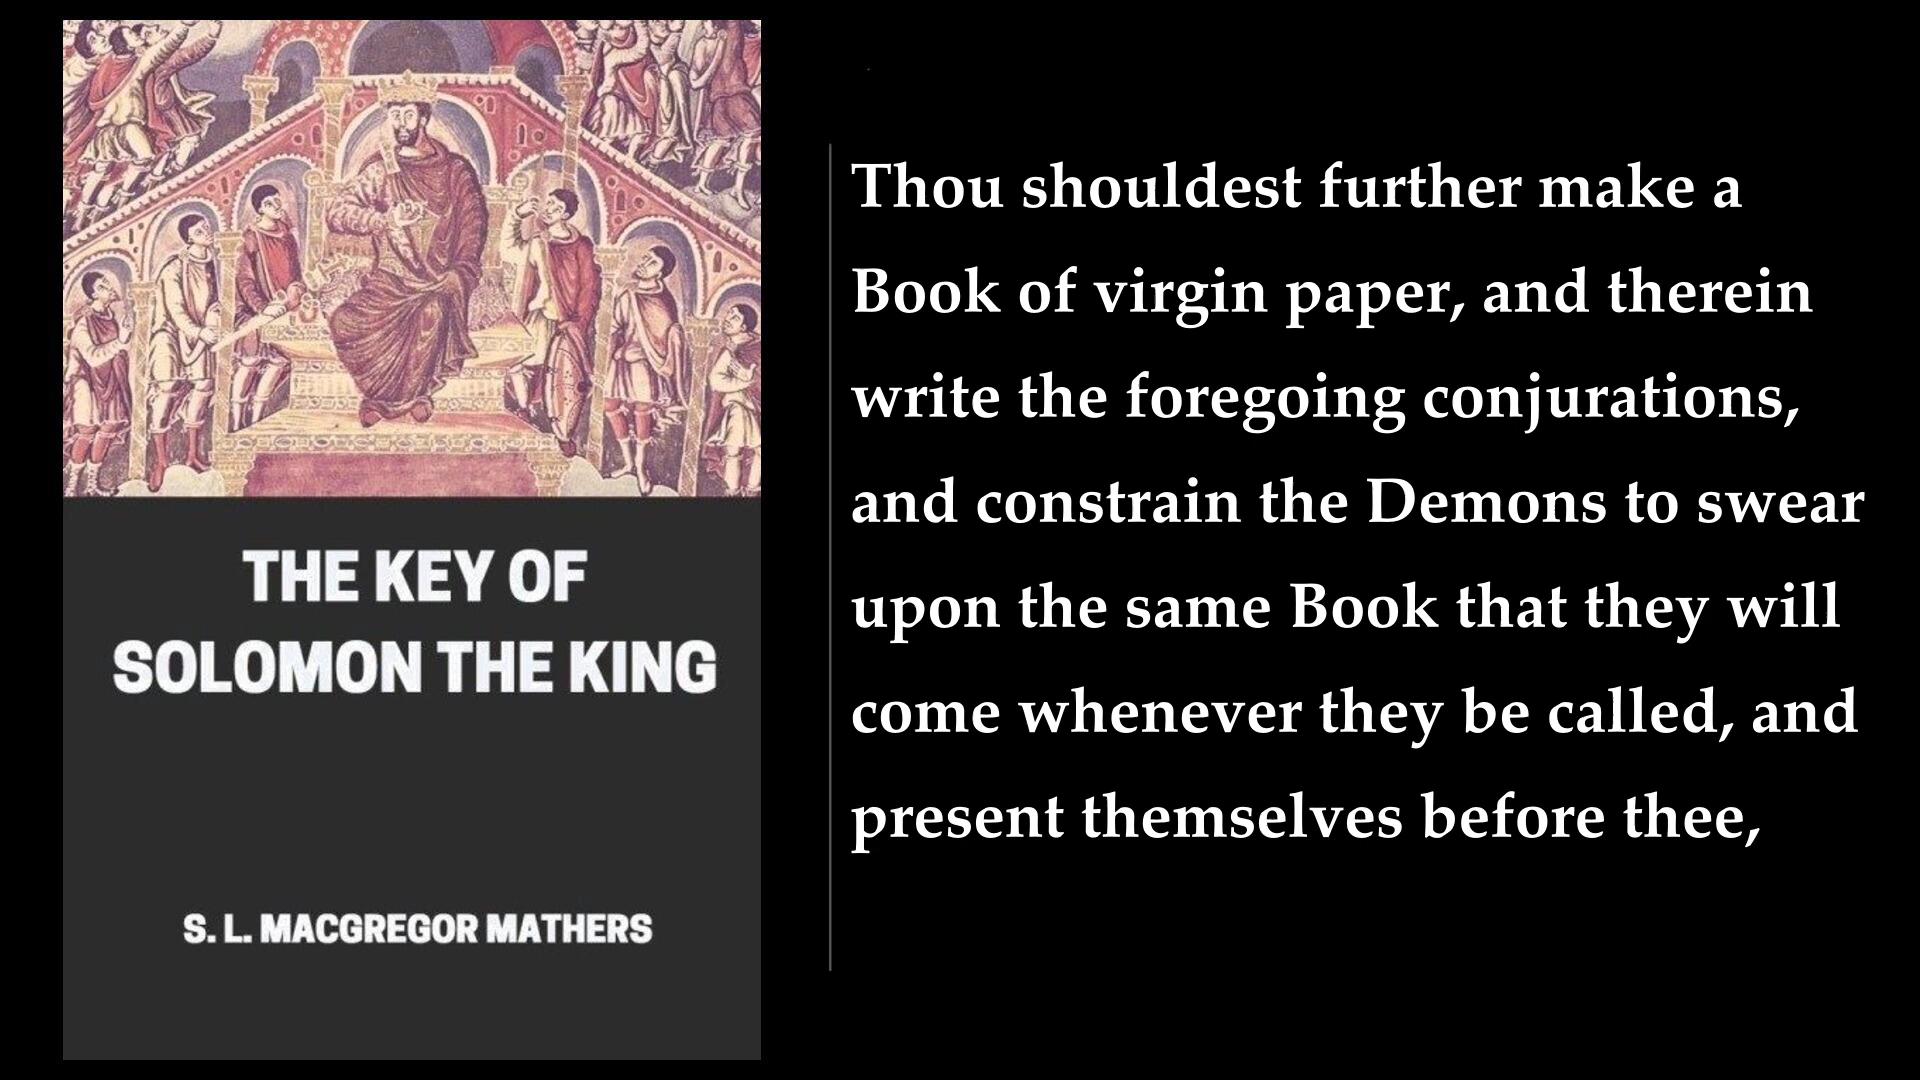 THE KEY OF
SOLOMON THE KING
S. L. MACGREGOR MATHERS
Thou shouldest further make a
Book of virgin paper, and therein
write the foregoing conjurations,
and constrain the Demons to swear
upon the same Book that they will
come whenever they be called, and
present themselves before thee,